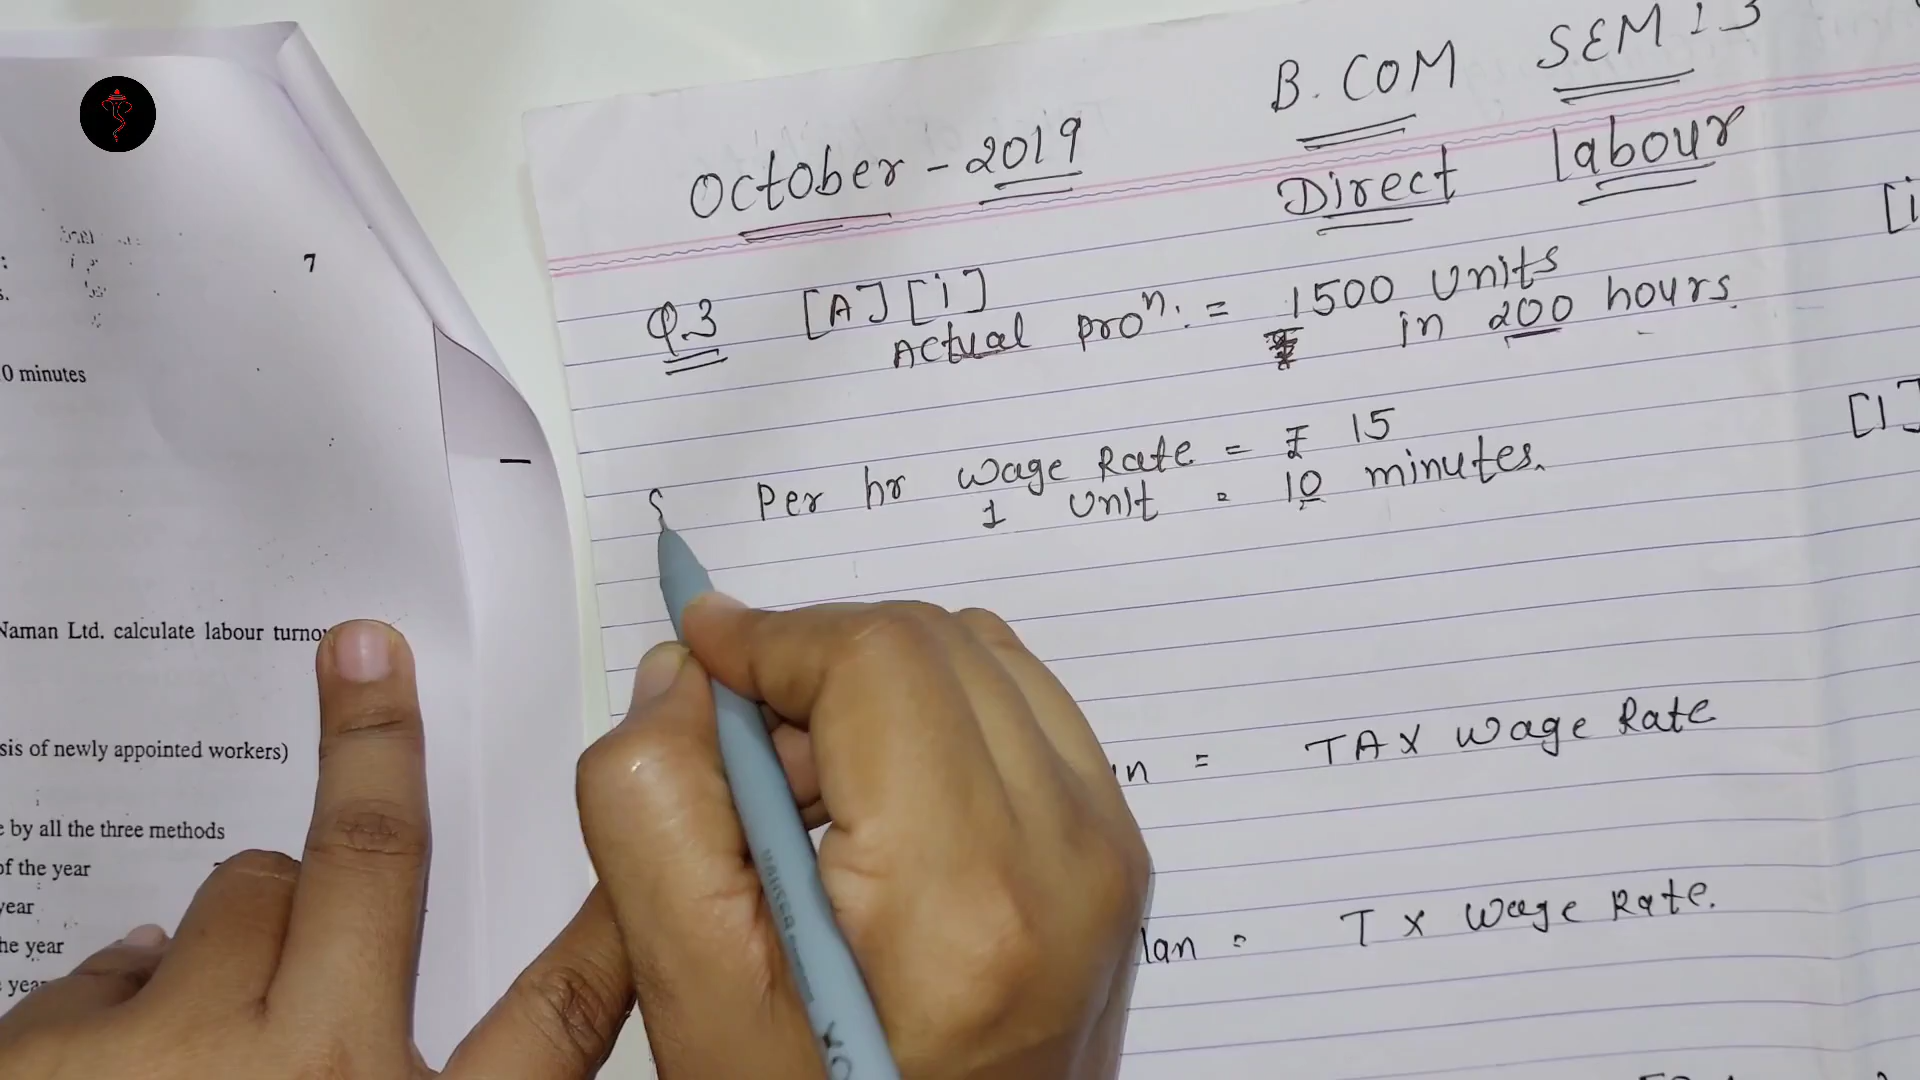 B.COM SEM : 3
October - 2019
Direct Labour
[i
Q.3 [A] [i]
Actual proⁿ. = 1500 Units
in 200 hours.
Per hr Wage Rate = ₹ 15
1 Unit = 10 minutes.
[1]
= TA X Wage Rate
lan = T X Wage Rate.
7
0 minutes
Naman Ltd. calculate labour
sis of newly appointed workers)
e by all the three methods
of the year
year
he year